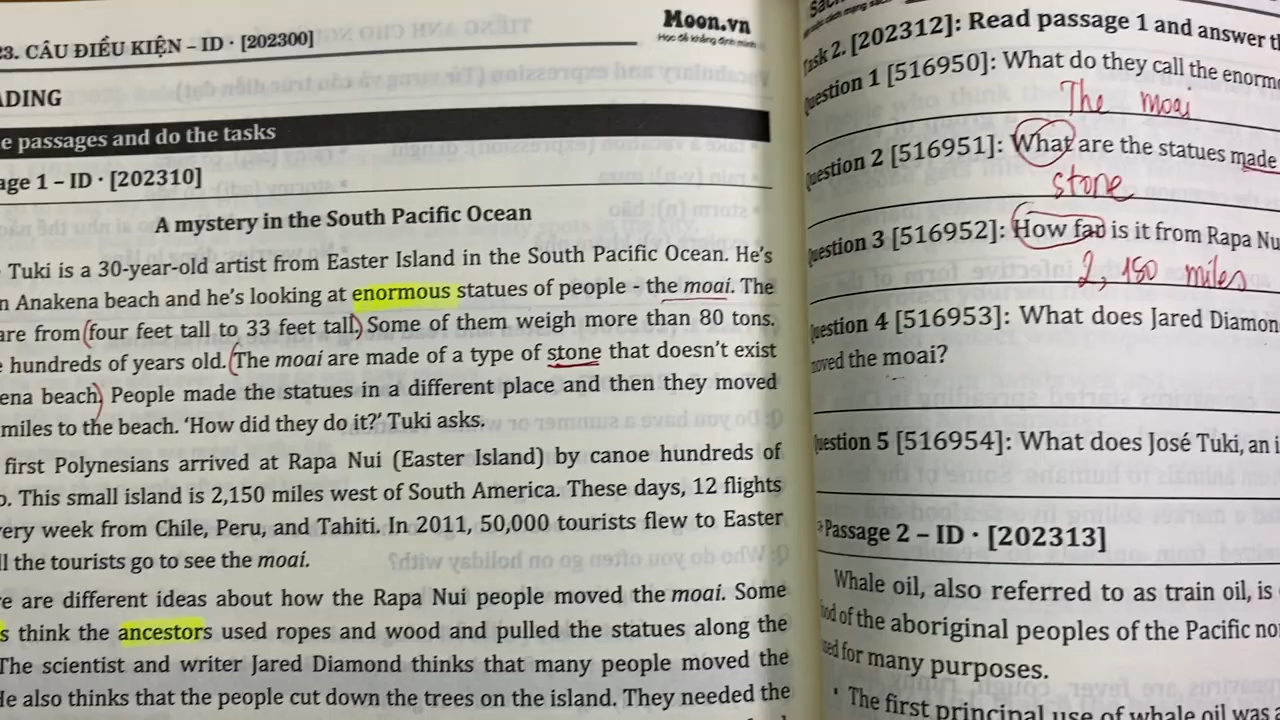 23. CÂU ĐIỀU KIỆN – ID · [202300]
Moon.vn
Học để khẳng định mình
READING
e passages and do the tasks
age 1 – ID · [202310]
A mystery in the South Pacific Ocean
Tuki is a 30-year-old artist from Easter Island in the South Pacific Ocean. He's
n Anakena beach and he's looking at enormous statues of people - the moai. The
are from four feet tall to 33 feet tall. Some of them weigh more than 80 tons.
hundreds of years old. The moai are made of a type of stone that doesn't exist
ena beach. People made the statues in a different place and then they moved
miles to the beach. 'How did they do it?' Tuki asks.
first Polynesians arrived at Rapa Nui (Easter Island) by canoe hundreds of
o. This small island is 2,150 miles west of South America. These days, 12 flights
very week from Chile, Peru, and Tahiti. In 2011, 50,000 tourists flew to Easter
ll the tourists go to see the moai.
re are different ideas about how the Rapa Nui people moved the moai. Some
s think the ancestors used ropes and wood and pulled the statues along the
The scientist and writer Jared Diamond thinks that many people moved the
He also thinks that the people cut down the trees on the island. They needed the
Task 2. [202312]: Read passage 1 and answer th
Question 1 [516950]: What do they call the enorm
The moai
Question 2 [516951]: What are the statues made
stone
Question 3 [516952]: How far is it from Rapa Nu
2,150 miles
Question 4 [516953]: What does Jared Diamon
moved the moai?
Question 5 [516954]: What does José Tuki, an i
Passage 2 – ID · [202313]
Whale oil, also referred to as train oil, is
ood of the aboriginal peoples of the Pacific no
used for many purposes.
The first principal use of whale oil was a